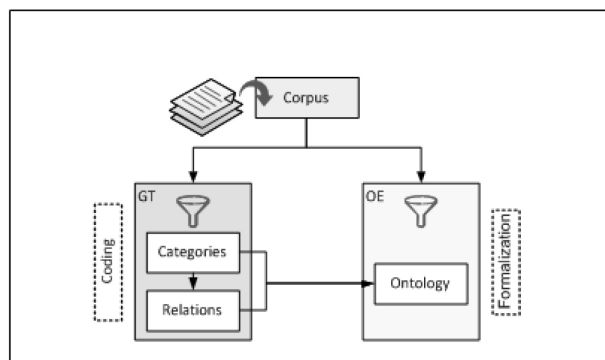 Corpus
GT
OE
Coding
Categories
Relations
Ontology
Formalization